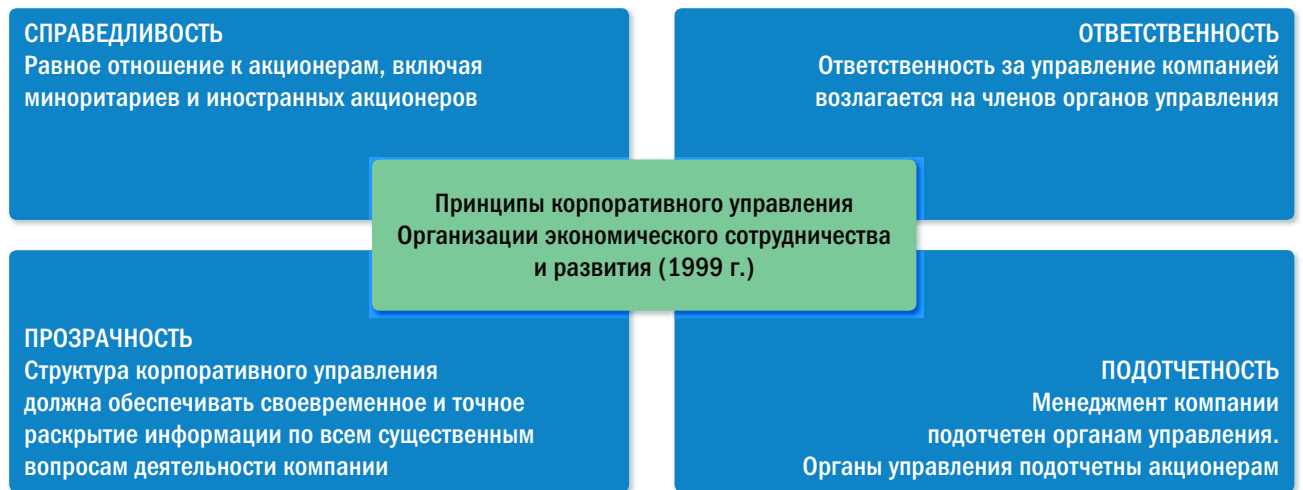 СПРАВЕДЛИВОСТЬ
Равное отношение к акционерам, включая
миноритариев и иностранных акционеров
ОТВЕТСТВЕННОСТЬ
Ответственность за управление компанией
возлагается на членов органов управления
Принципы корпоративного управления
Организации экономического сотрудничества
и развития (1999 г.)
ПРОЗРАЧНОСТЬ
Структура корпоративного управления
должна обеспечивать своевременное и точное
раскрытие информации по всем существенным
вопросам деятельности компании
ПОДОТЧЕТНОСТЬ
Менеджмент компании
подотчетен органам управления.
Органы управления подотчетны акционерам